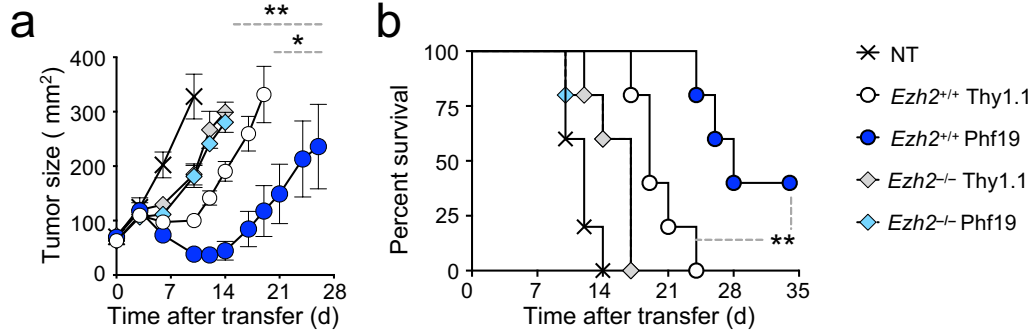 a
**
*
Tumor size ( mm²)
400
300
200
100
0
0 7 14 21 28
Time after transfer (d)
b
Percent survival
100
75
50
25
0
0 7 14 21 28 35
Time after transfer (d)
**
NT
Ezh2+/+ Thy1.1
Ezh2+/+ Phf19
Ezh2–/– Thy1.1
Ezh2–/– Phf19